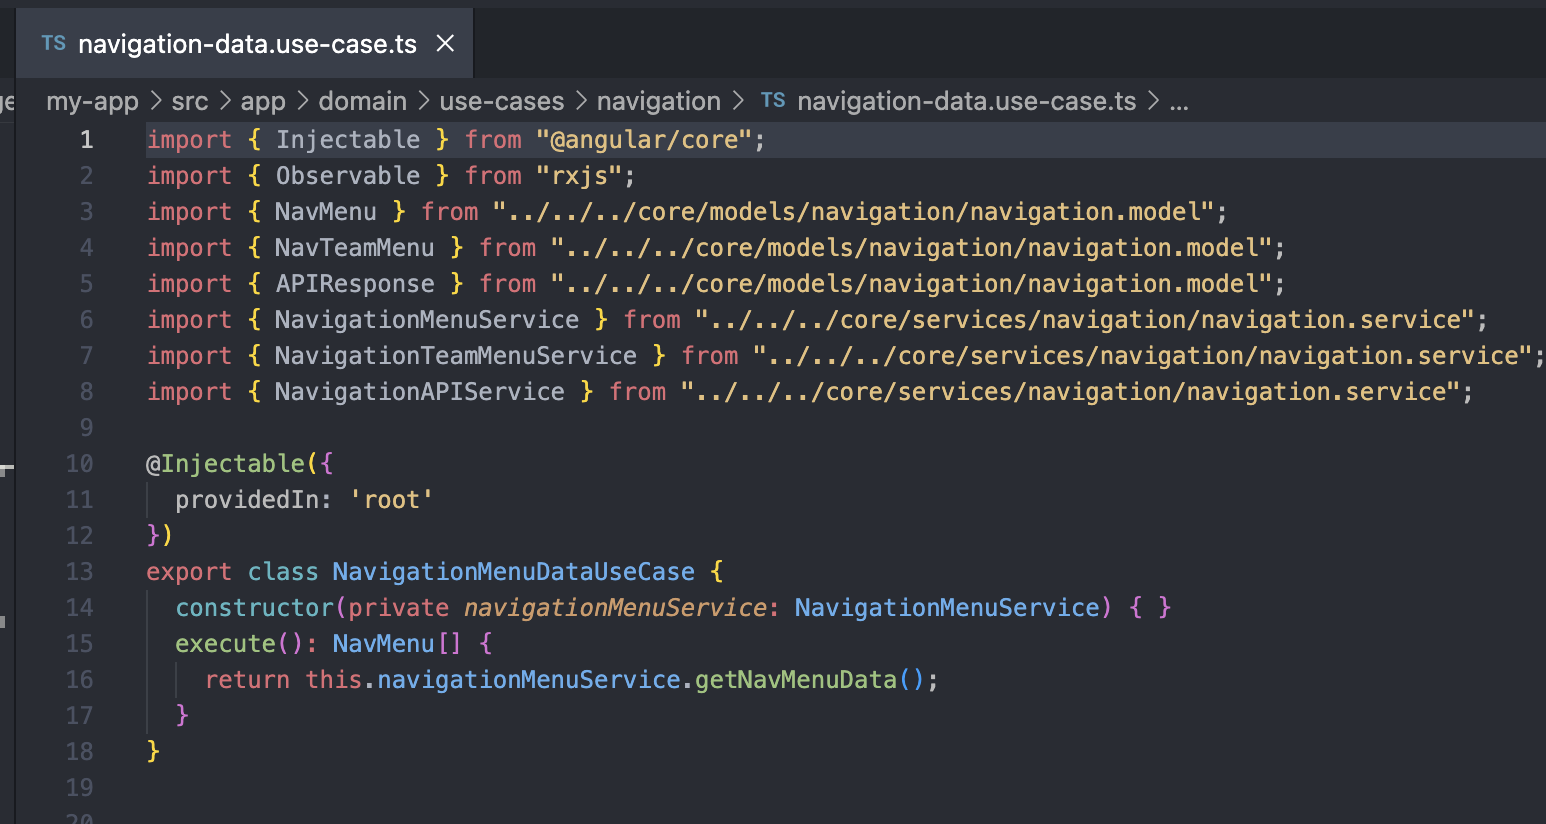 TS navigation-data.use-case.ts ×
my-app > src > app > domain > use-cases > navigation > TS navigation-data.use-case.ts > ...
1 import { Injectable } from "@angular/core";
2 import { Observable } from "rxjs";
3 import { NavMenu } from "../../../core/models/navigation/navigation.model";
4 import { NavTeamMenu } from "../../../core/models/navigation/navigation.model";
5 import { APIResponse } from "../../../core/models/navigation/navigation.model";
6 import { NavigationMenuService } from "../../../core/services/navigation/navigation.service";
7 import { NavigationTeamMenuService } from "../../../core/services/navigation/navigation.service";
8 import { NavigationAPIService } from "../../../core/services/navigation/navigation.service";
9
10 @Injectable({
11   providedIn: 'root'
12 })
13 export class NavigationMenuDataUseCase {
14   constructor(private navigationMenuService: NavigationMenuService) { }
15   execute(): NavMenu[] {
16     return this.navigationMenuService.getNavMenuData();
17   }
18 }
19
20